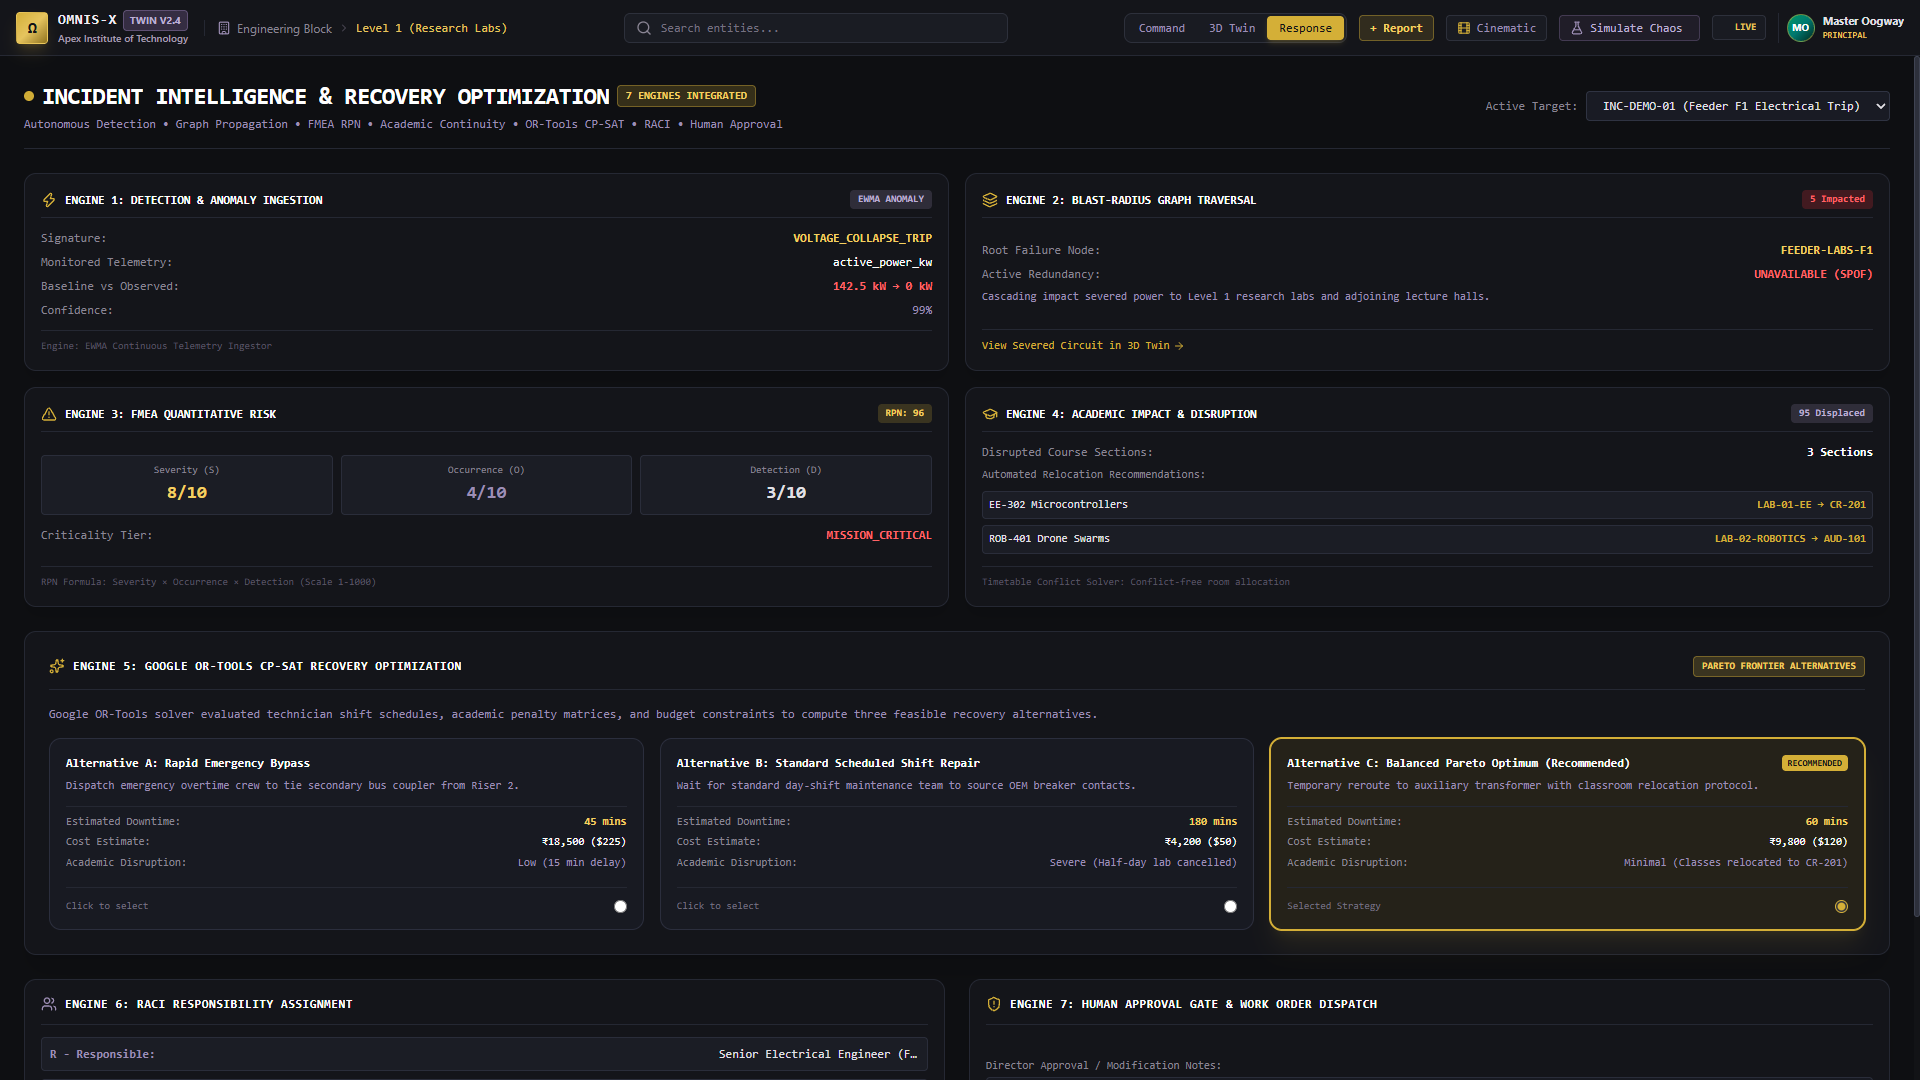 Ω
OMNIS-X TWIN V2.4
Apex Institute of Technology
Engineering Block > Level 1 (Research Labs)
Search entities...
Command 3D Twin Response
+ Report
Cinematic
Simulate Chaos
LIVE
MO
Master Oogway
PRINCIPAL
INCIDENT INTELLIGENCE & RECOVERY OPTIMIZATION 7 ENGINES INTEGRATED
Autonomous Detection • Graph Propagation • FMEA RPN • Academic Continuity • OR-Tools CP-SAT • RACI • Human Approval
Active Target: INC-DEMO-01 (Feeder F1 Electrical Trip)
ENGINE 1: DETECTION & ANOMALY INGESTION EWMA ANOMALY
Signature: VOLTAGE_COLLAPSE_TRIP
Monitored Telemetry: active_power_kw
Baseline vs Observed: 142.5 kW → 0 kW
Confidence: 99%
Engine: EWMA Continuous Telemetry Ingestor
ENGINE 2: BLAST-RADIUS GRAPH TRAVERSAL 5 Impacted
Root Failure Node: FEEDER-LABS-F1
Active Redundancy: UNAVAILABLE (SPOF)
Cascading impact severed power to Level 1 research labs and adjoining lecture halls.
View Severed Circuit in 3D Twin →
ENGINE 3: FMEA QUANTITATIVE RISK RPN: 96
Severity (S)
8/10
Occurrence (O)
4/10
Detection (D)
3/10
Criticality Tier: MISSION_CRITICAL
RPN Formula: Severity × Occurrence × Detection (Scale 1-1000)
ENGINE 4: ACADEMIC IMPACT & DISRUPTION 95 Displaced
Disrupted Course Sections: 3 Sections
Automated Relocation Recommendations:
EE-302 Microcontrollers LAB-01-EE → CR-201
ROB-401 Drone Swarms LAB-02-ROBOTICS → AUD-101
Timetable Conflict Solver: Conflict-free room allocation
ENGINE 5: GOOGLE OR-TOOLS CP-SAT RECOVERY OPTIMIZATION PARETO FRONTIER ALTERNATIVES
Google OR-Tools solver evaluated technician shift schedules, academic penalty matrices, and budget constraints to compute three feasible recovery alternatives.
Alternative A: Rapid Emergency Bypass
Dispatch emergency overtime crew to tie secondary bus coupler from Riser 2.
Estimated Downtime: 45 mins
Cost Estimate: ₹18,500 ($225)
Academic Disruption: Low (15 min delay)
Click to select
Alternative B: Standard Scheduled Shift Repair
Wait for standard day-shift maintenance team to source OEM breaker contacts.
Estimated Downtime: 180 mins
Cost Estimate: ₹4,200 ($50)
Academic Disruption: Severe (Half-day lab cancelled)
Click to select
Alternative C: Balanced Pareto Optimum (Recommended) RECOMMENDED
Temporary reroute to auxiliary transformer with classroom relocation protocol.
Estimated Downtime: 60 mins
Cost Estimate: ₹9,800 ($120)
Academic Disruption: Minimal (Classes relocated to CR-201)
Selected Strategy
ENGINE 6: RACI RESPONSIBILITY ASSIGNMENT
R - Responsible: Senior Electrical Engineer (F…
ENGINE 7: HUMAN APPROVAL GATE & WORK ORDER DISPATCH
Director Approval / Modification Notes: